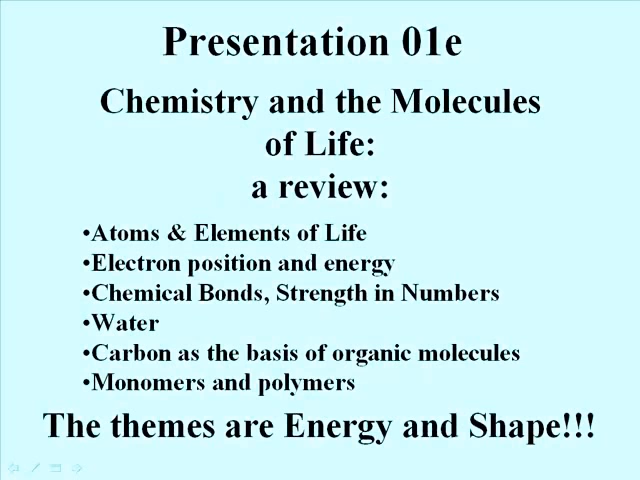 Presentation 01e
Chemistry and the Molecules
of Life:
a review:
•Atoms & Elements of Life
•Electron position and energy
•Chemical Bonds, Strength in Numbers
•Water
•Carbon as the basis of organic molecules
•Monomers and polymers
The themes are Energy and Shape!!!